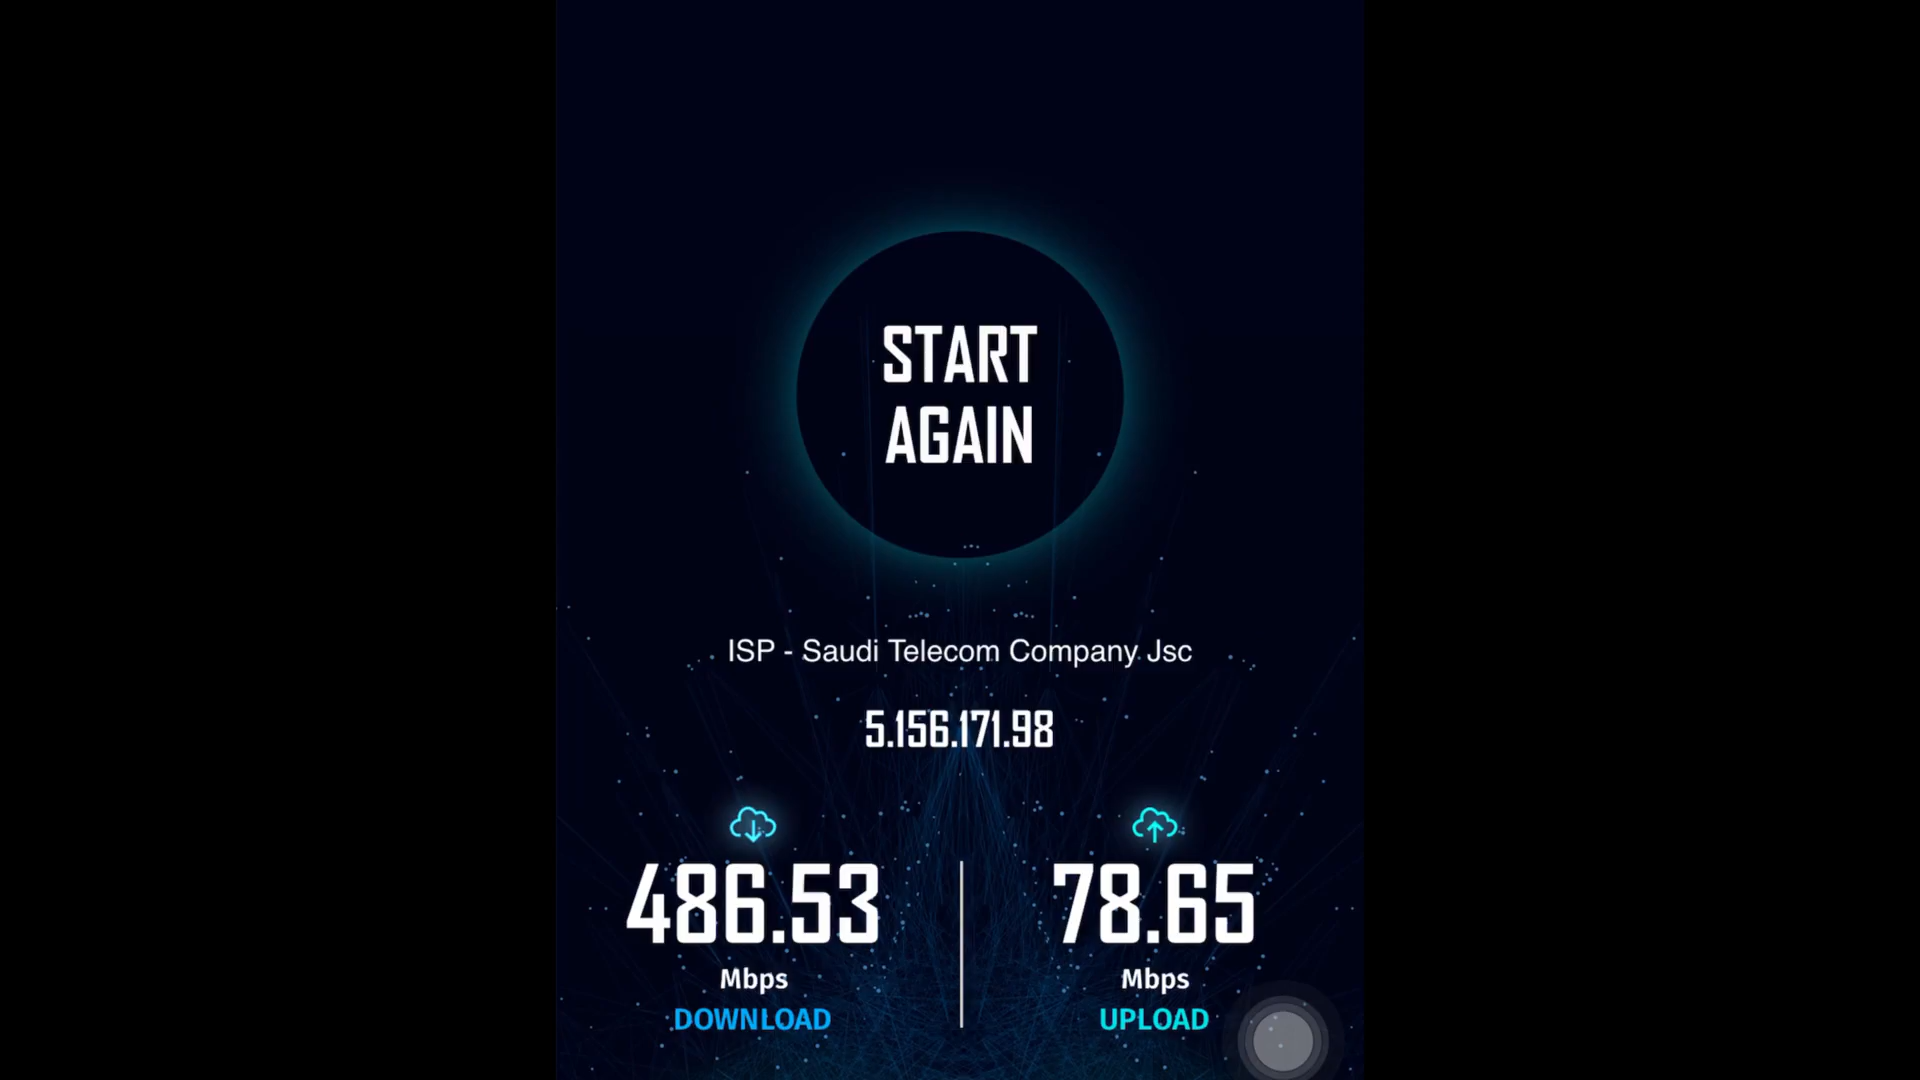 START
AGAIN
ISP - Saudi Telecom Company Jsc
5.156.171.98
486.53
Mbps
DOWNLOAD
78.65
Mbps
UPLOAD